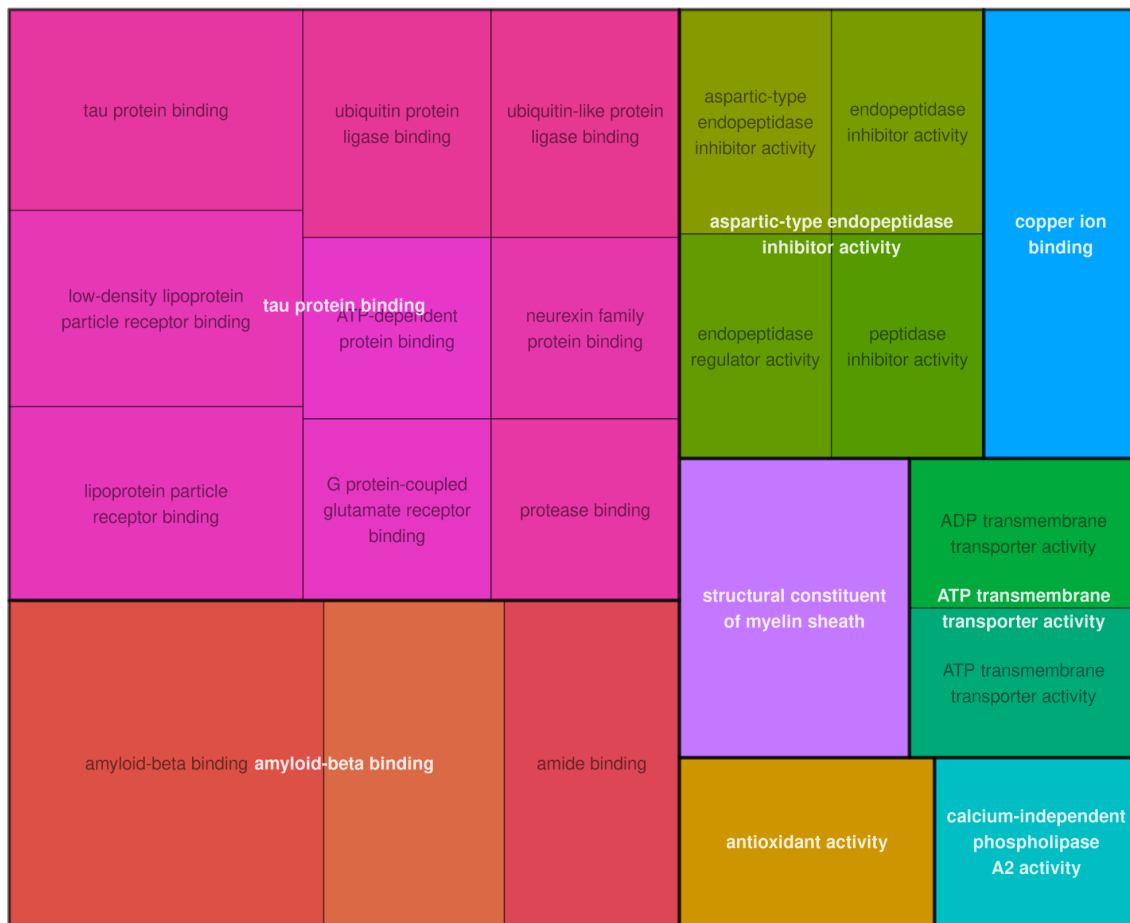 tau protein binding
ubiquitin protein
ligase binding
ubiquitin-like protein
ligase binding
low-density lipoprotein
particle receptor binding
tau protein binding
ATP-dependent
protein binding
neurexin family
protein binding
lipoprotein particle
receptor binding
G protein-coupled
glutamate receptor
binding
protease binding
aspartic-type
endopeptidase
inhibitor activity
endopeptidase
inhibitor activity
aspartic-type endopeptidase
inhibitor activity
endopeptidase
regulator activity
peptidase
inhibitor activity
copper ion
binding
structural constituent
of myelin sheath
ADP transmembrane
transporter activity
ATP transmembrane
transporter activity
ATP transmembrane
transporter activity
amyloid-beta binding
amyloid-beta binding
amide binding
antioxidant activity
calcium-independent
phospholipase
A2 activity